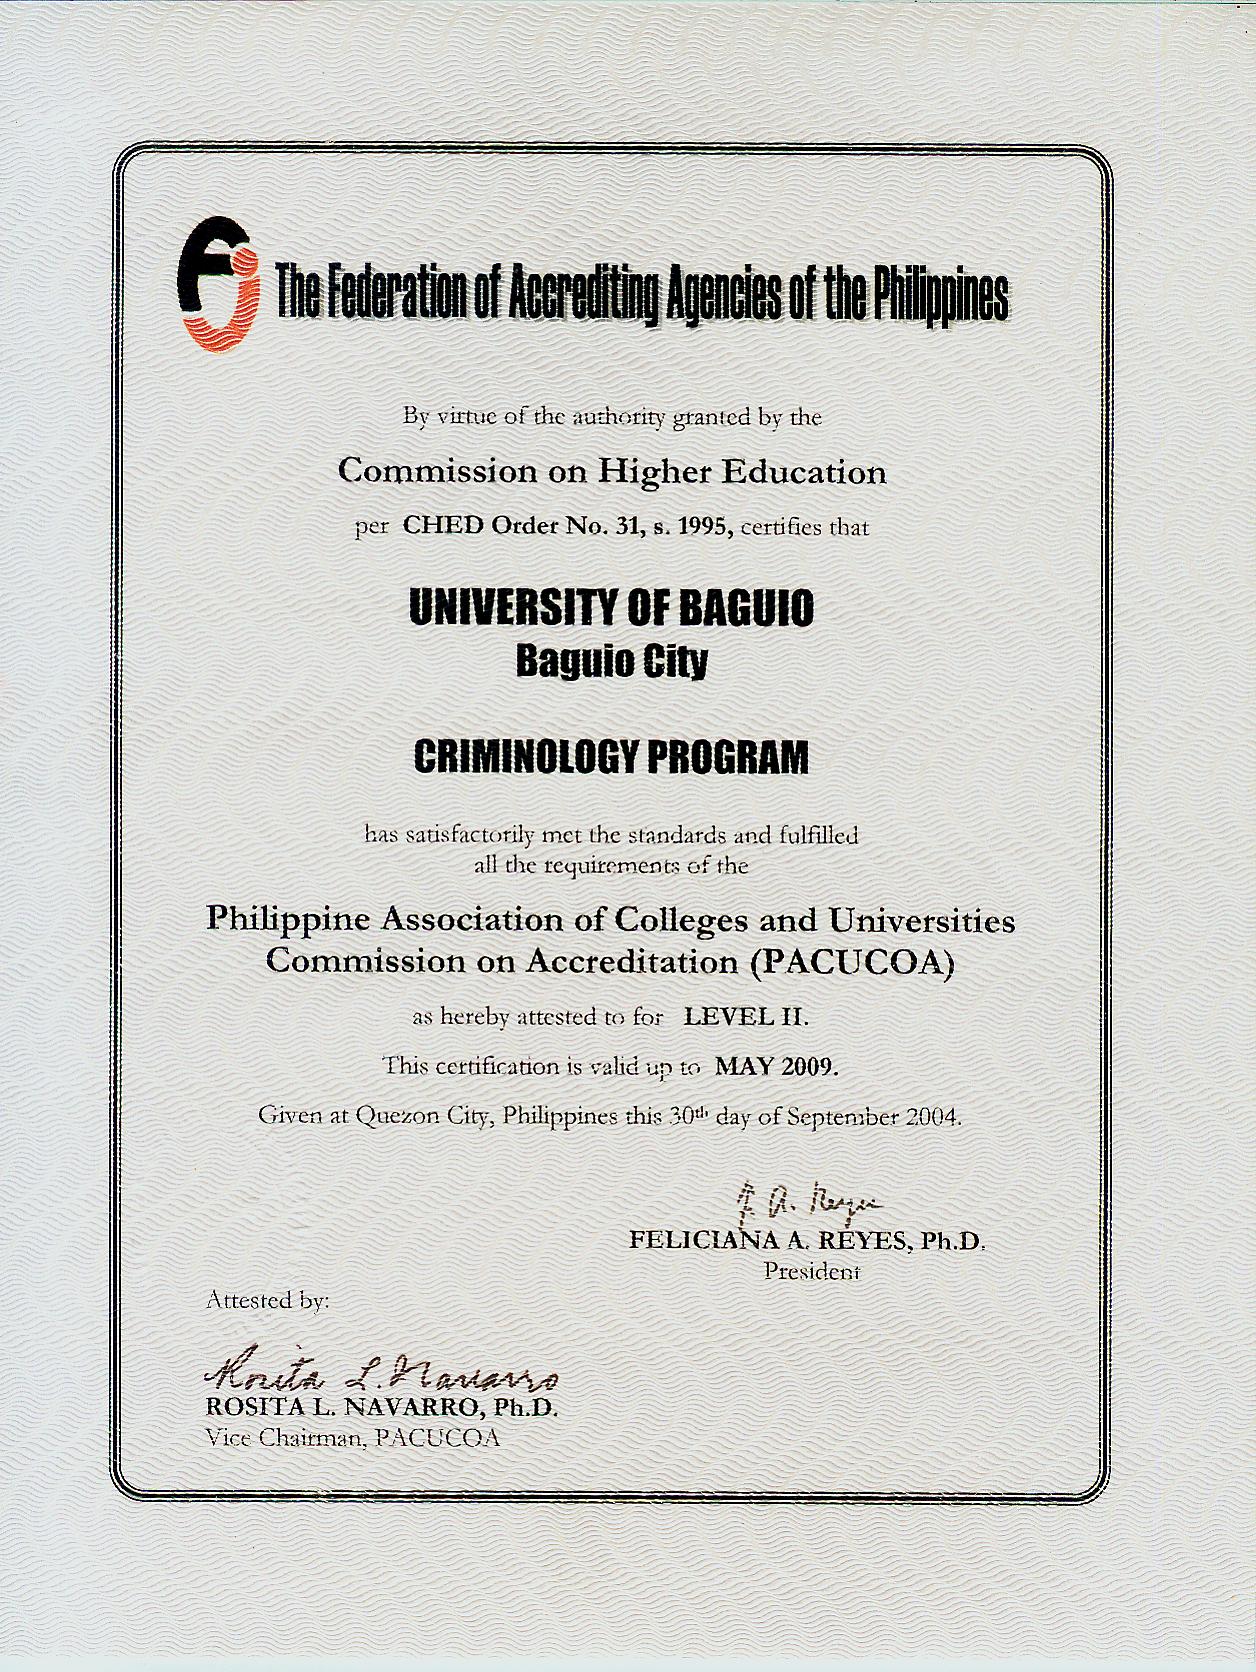 The Federation of Accrediting Agencies of the Philippines
By virtue of the authority granted by the
Commission on Higher Education
per CHED Order No. 31, s. 1995, certifies that
UNIVERSITY OF BAGUIO
Baguio City
CRIMINOLOGY PROGRAM
has satisfactorily met the standards and fulfilled
all the requirements of the
Philippine Association of Colleges and Universities
Commission on Accreditation (PACUCOA)
as hereby attested to for LEVEL II.
This certification is valid up to MAY 2009.
Given at Quezon City, Philippines this 30th day of September 2004.
F. A. Reyes
FELICIANA A. REYES, Ph.D.
President
Attested by:
Rosita L. Navarro
ROSITA L. NAVARRO, Ph.D.
Vice Chairman, PACUCOA